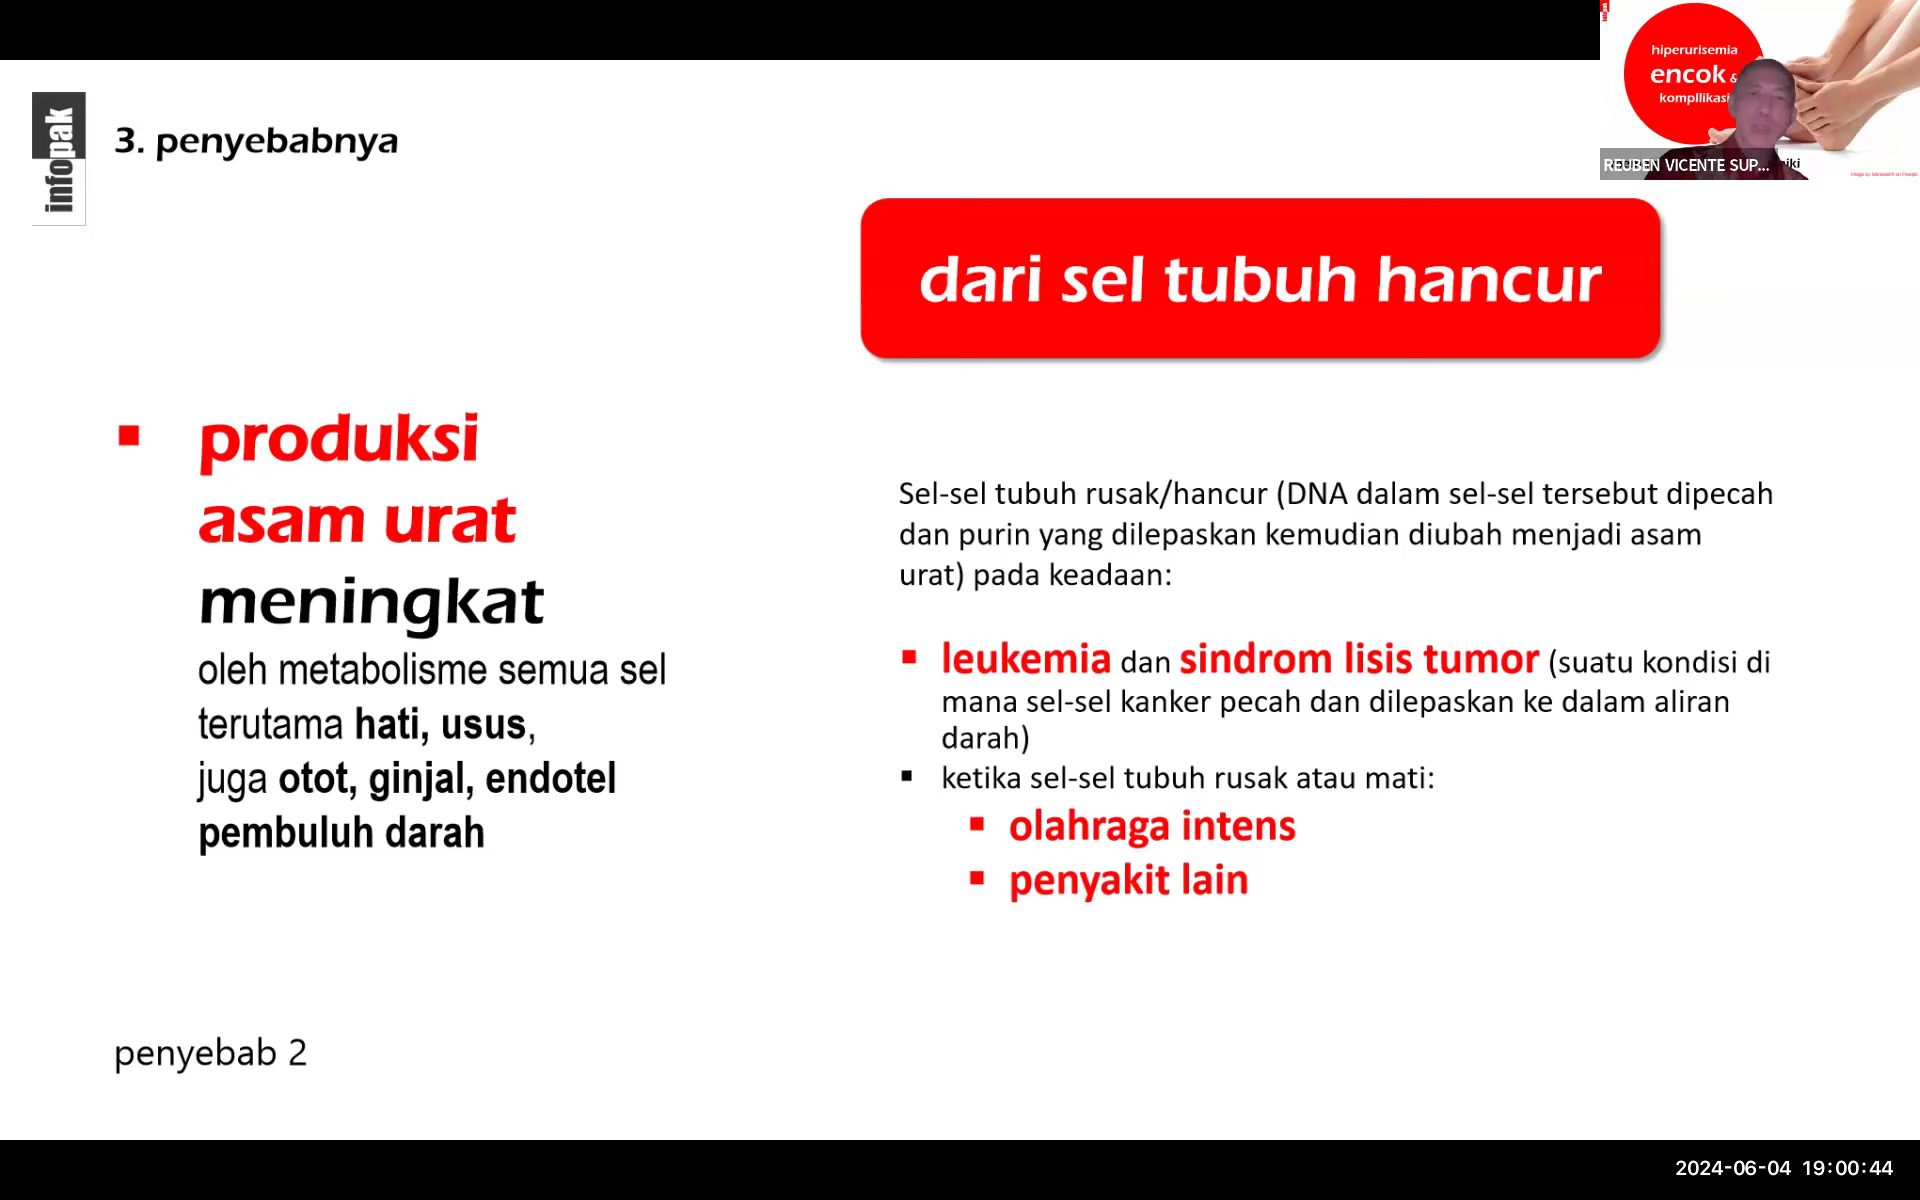 infopak
3. penyebabnya
hiperurisemia
encok &
kompllikasi
REUBEN VICENTE SUP...
dari sel tubuh hancur
▪ produksi
asam urat
meningkat
oleh metabolisme semua sel
terutama hati, usus,
juga otot, ginjal, endotel
pembuluh darah
Sel-sel tubuh rusak/hancur (DNA dalam sel-sel tersebut dipecah
dan purin yang dilepaskan kemudian diubah menjadi asam
urat) pada keadaan:
▪ leukemia dan sindrom lisis tumor (suatu kondisi di
mana sel-sel kanker pecah dan dilepaskan ke dalam aliran
darah)
▪ ketika sel-sel tubuh rusak atau mati:
▪ olahraga intens
▪ penyakit lain
penyebab 2
2024-06-04 19:00:44